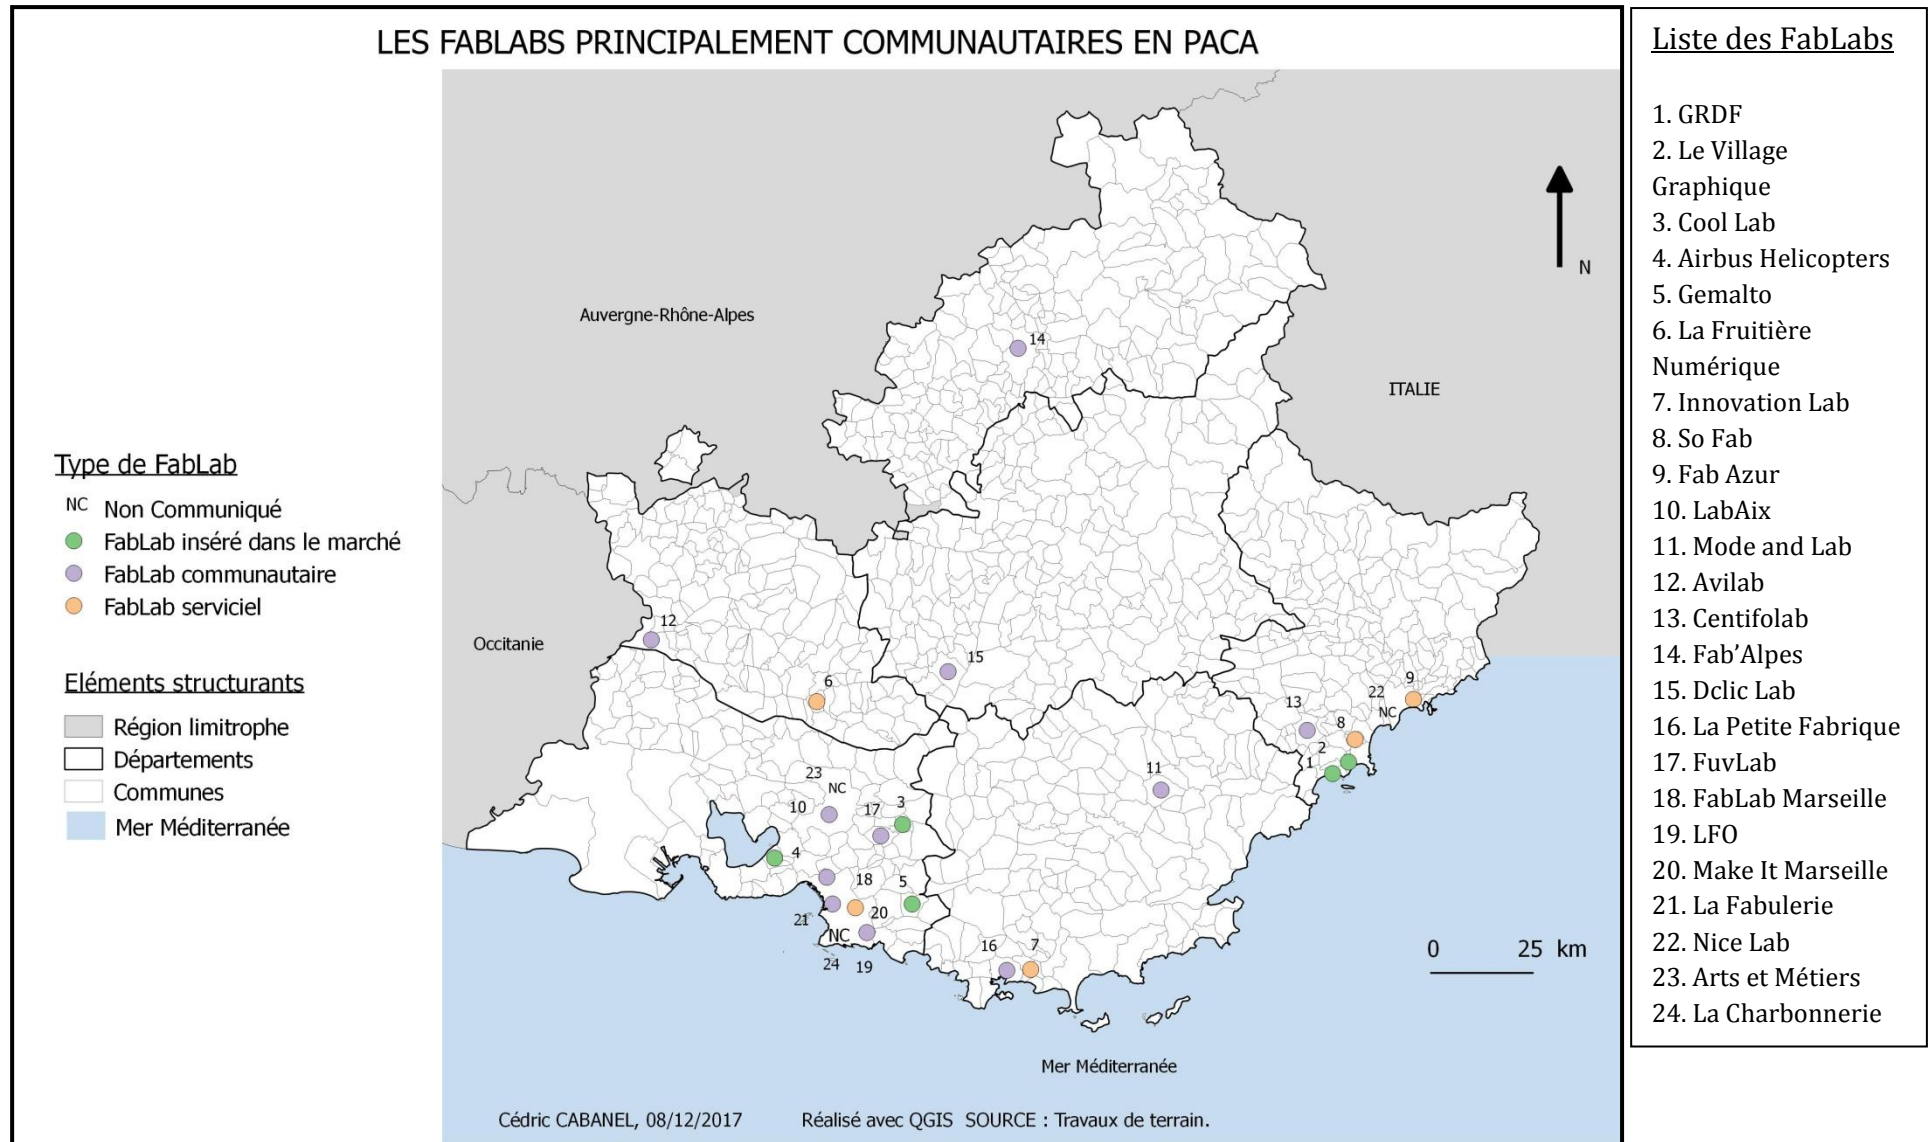 LES FABLABS PRINCIPALEMENT COMMUNAUTAIRES EN PACA
Type de FabLab
NC Non Communiqué
FabLab inséré dans le marché
FabLab communautaire
FabLab serviciel
Eléments structurants
Région limitrophe
Départements
Communes
Mer Méditerranée
Auvergne-Rhône-Alpes
N
ITALIE
Occitanie
14
12
15
6
9
22
NC
13
8
2
1
11
23
NC
10
17
3
4
18
5
21
20
NC
24
19
16
7
0 25 km
Mer Méditerranée
Cédric CABANEL, 08/12/2017 Réalisé avec QGIS SOURCE : Travaux de terrain.
Liste des FabLabs
1. GRDF
2. Le Village
Graphique
3. Cool Lab
4. Airbus Helicopters
5. Gemalto
6. La Fruitière
Numérique
7. Innovation Lab
8. So Fab
9. Fab Azur
10. LabAix
11. Mode and Lab
12. Avilab
13. Centifolab
14. Fab’Alpes
15. Dclic Lab
16. La Petite Fabrique
17. FuvLab
18. FabLab Marseille
19. LFO
20. Make It Marseille
21. La Fabulerie
22. Nice Lab
23. Arts et Métiers
24. La Charbonnerie